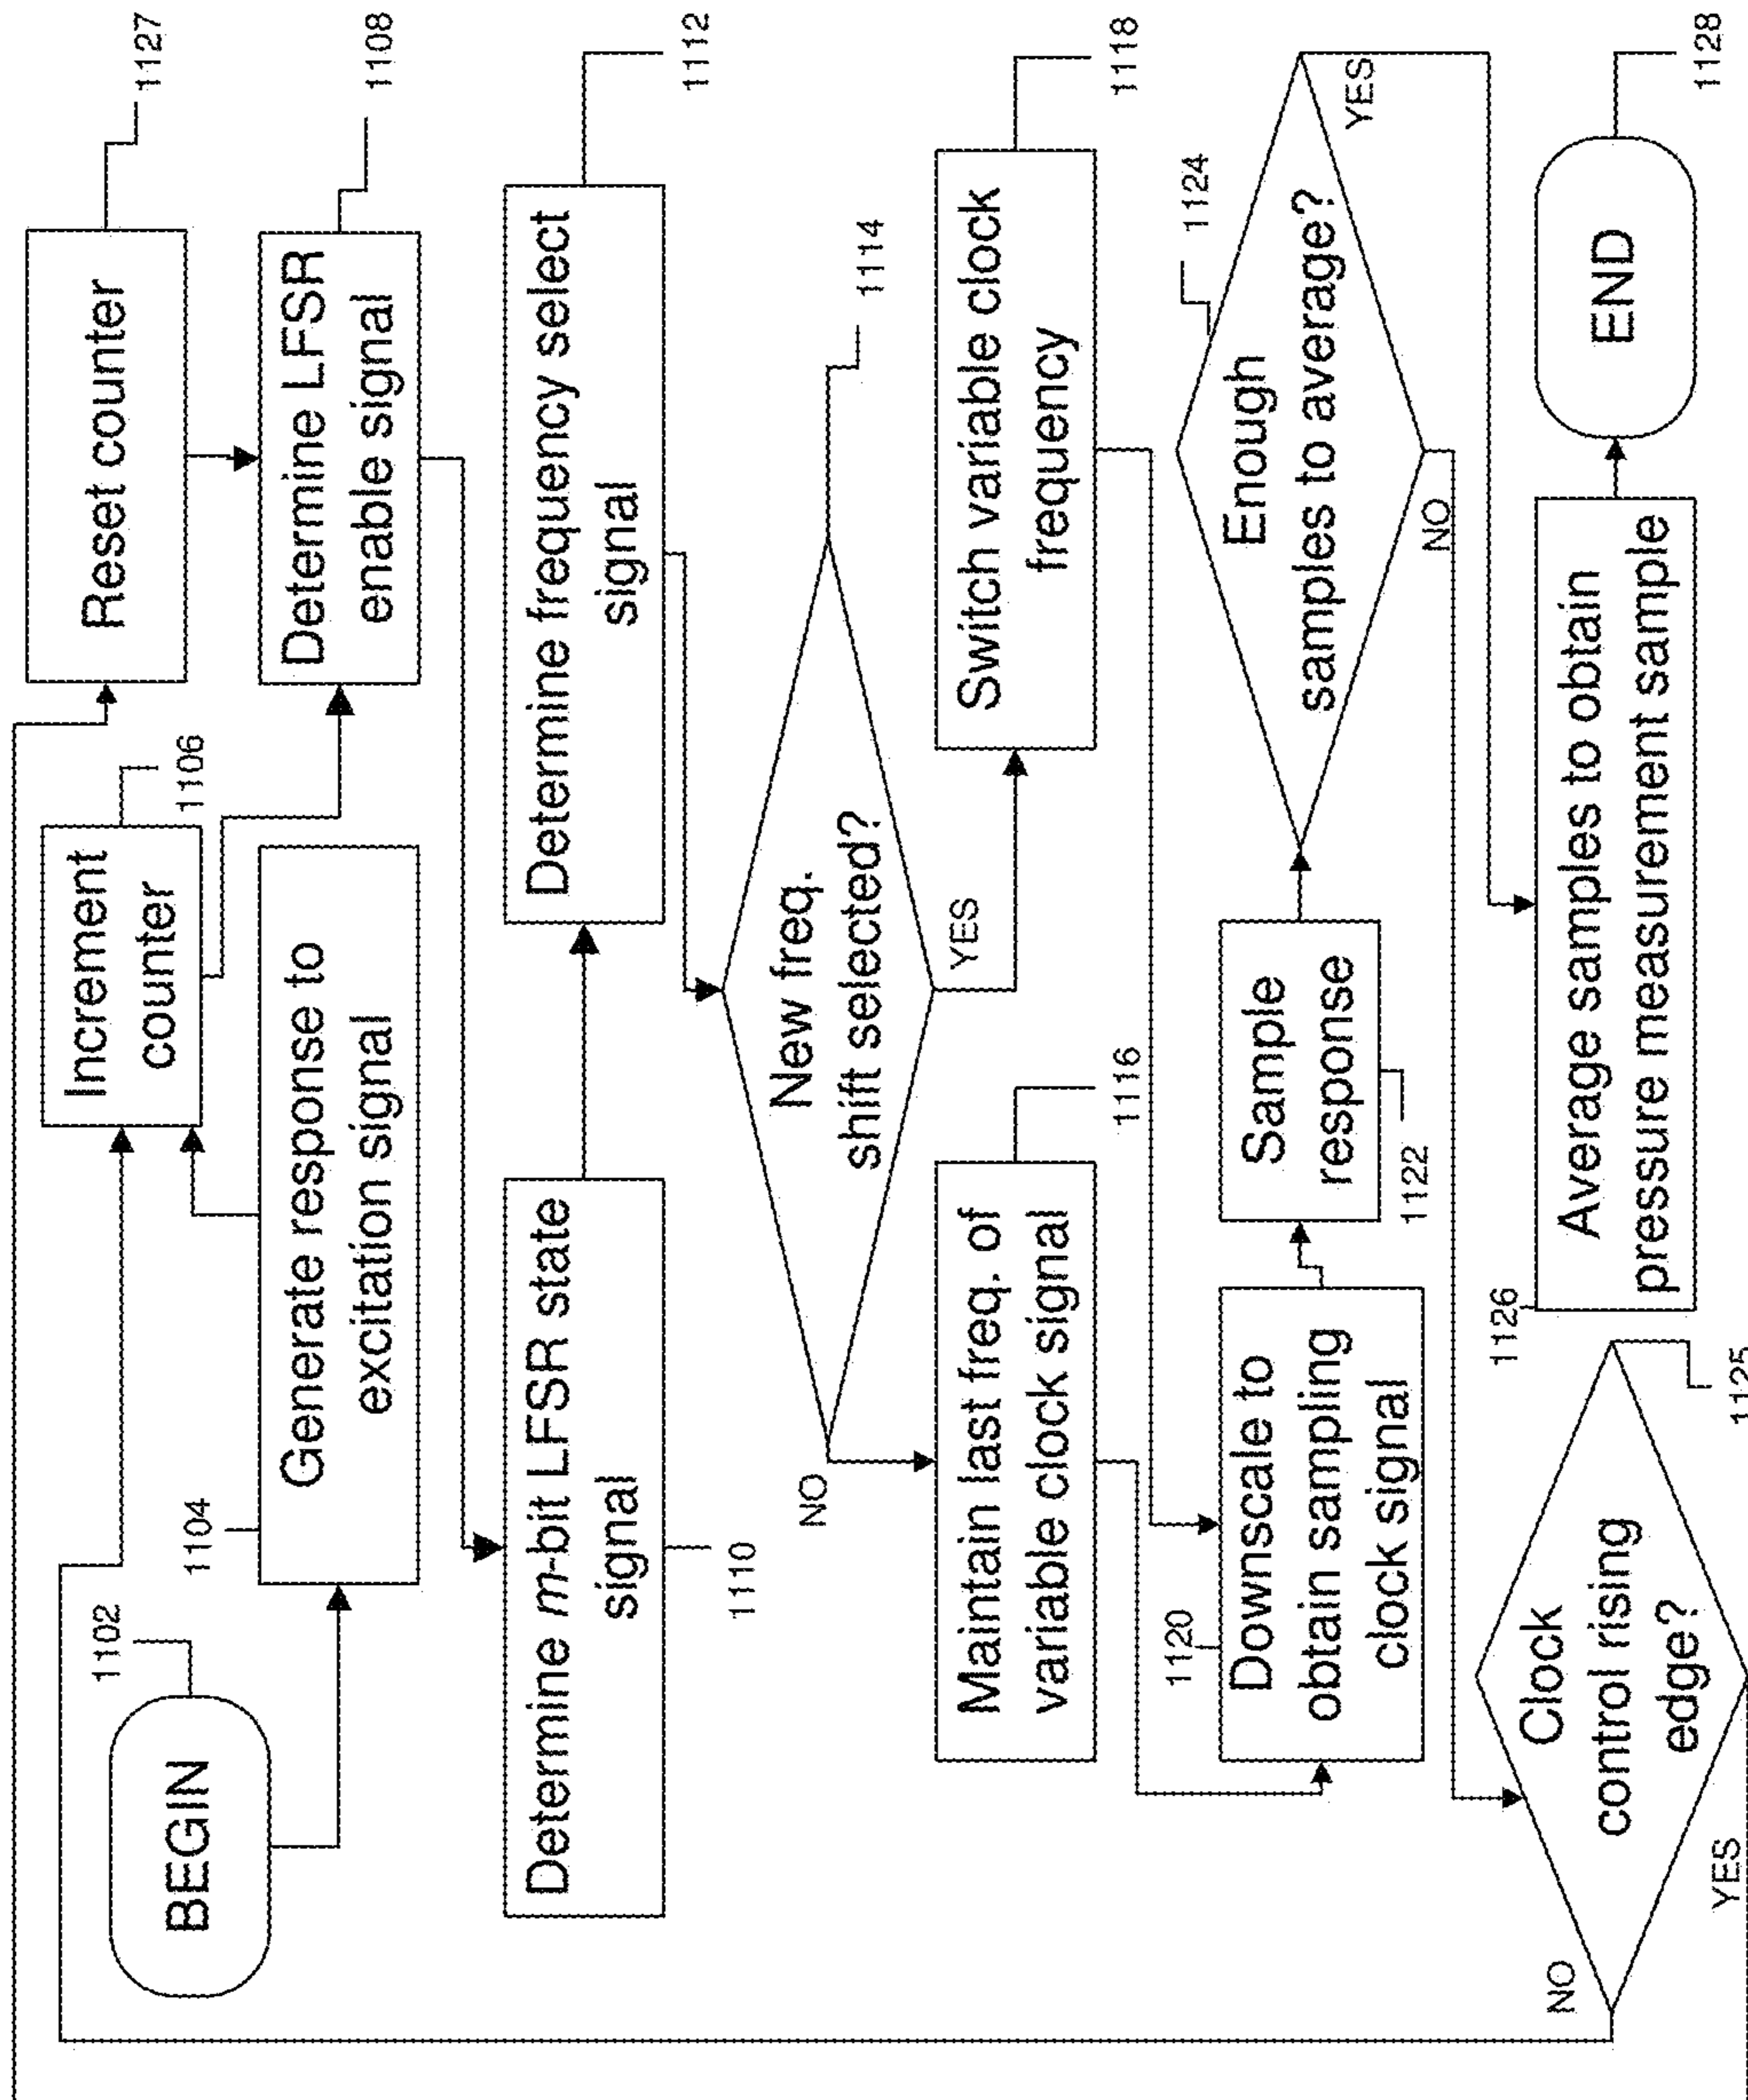 BEGIN
1102
1104
Generate response to
excitation signal
Increment
counter
1106
Reset counter
1127
Determine LFSR
enable signal
1108
Determine m-bit LFSR state
signal
1110
Determine frequency select
signal
1112
New freq.
shift selected?
1114
NO
YES
Maintain last freq. of
variable clock signal
1116
Switch variable clock
frequency
1118
1120
Downscale to
obtain sampling
clock signal
Sample
response
1122
Enough
samples to average?
1124
YES
NO
Clock
control rising
edge?
1125
NO
YES
1126
Average samples to obtain
pressure measurement sample
END
1128